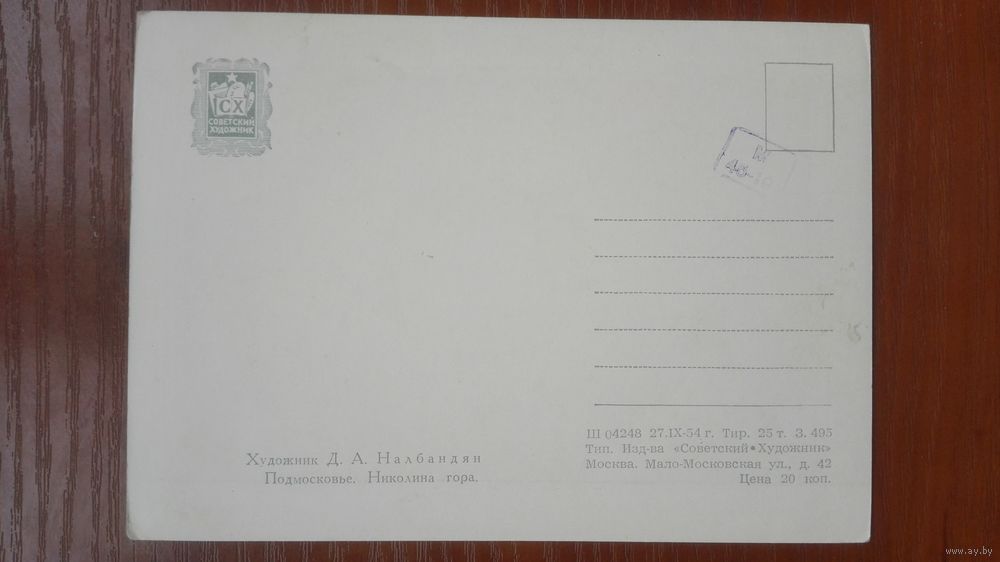 СХ
СОВЕТСКИЙ
ХУДОЖНИК
Художник Д. А. Налбандян
Подмосковье. Николина гора.
Ш 04248 27.IX-54 г. Тир. 25 т. З. 495
Тип. Изд-ва «Советский•Художник»
Москва. Мало-Московская ул., д. 42
Цена 20 коп.
www.ay.by